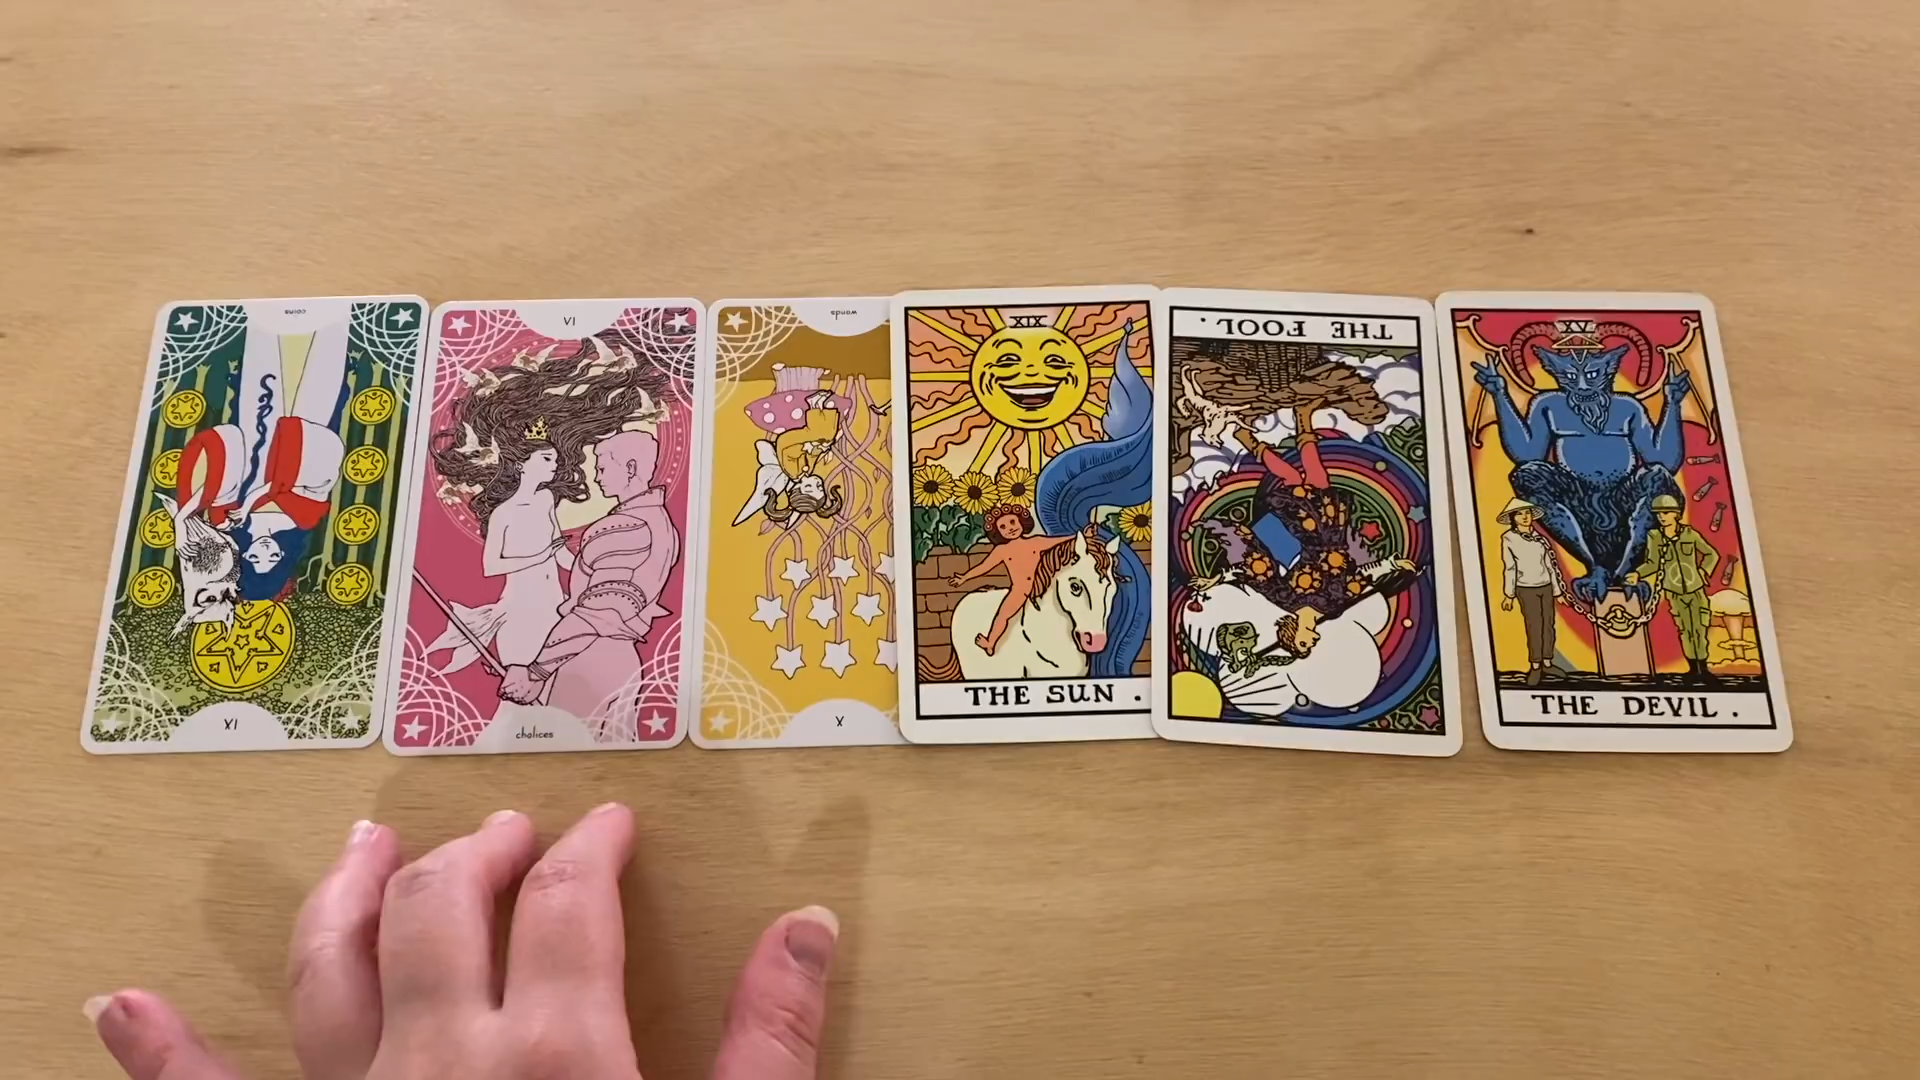 coins
IX
VI
chalices
wands
X
XIX
THE SUN.
THE FOOL.
XV
THE DEVIL.